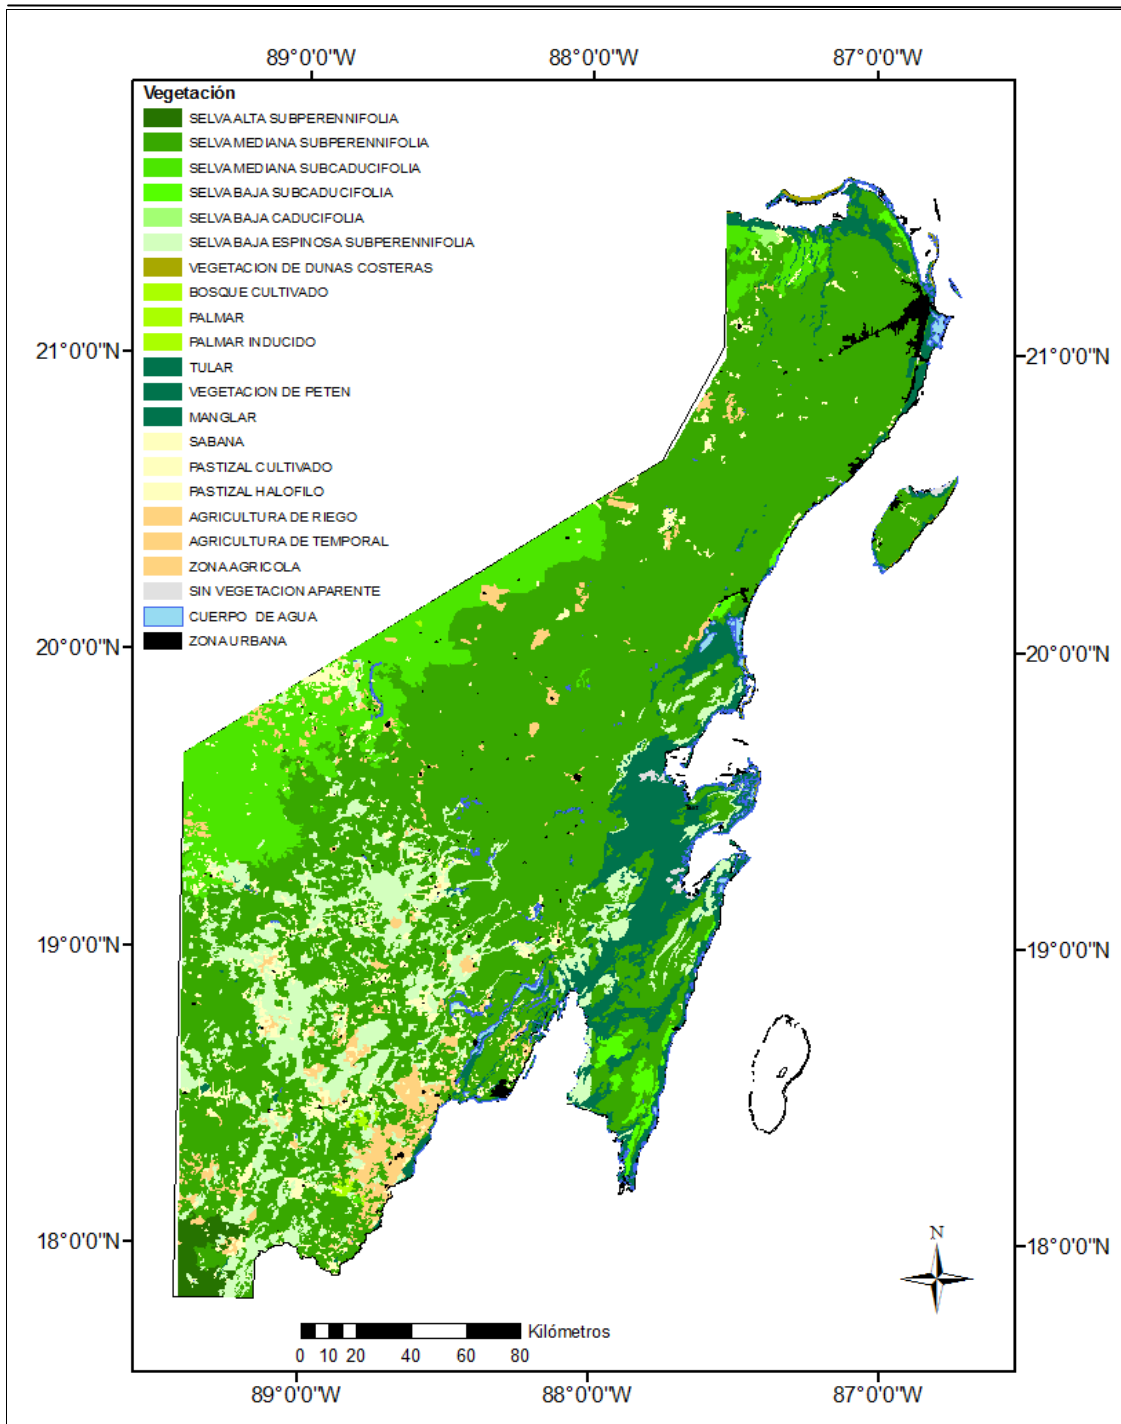 89°0'0"W 88°0'0"W 87°0'0"W
Vegetación
SELVA ALTA SUBPERENNIFOLIA
SELVA MEDIANA SUBPERENNIFOLIA
SELVA MEDIANA SUBCADUCIFOLIA
SELVA BAJA SUBCADUCIFOLIA
SELVA BAJA CADUCIFOLIA
SELVA BAJA ESPINOSA SUBPERENNIFOLIA
VEGETACION DE DUNAS COSTERAS
BOSQUE CULTIVADO
PALMAR
PALMAR INDUCIDO
TULAR
VEGETACION DE PETEN
MANGLAR
SABANA
PASTIZAL CULTIVADO
PASTIZAL HALOFILO
AGRICULTURA DE RIEGO
AGRICULTURA DE TEMPORAL
ZONA AGRICOLA
SIN VEGETACION APARENTE
CUERPO DE AGUA
ZONA URBANA
21°0'0"N 21°0'0"N
20°0'0"N 20°0'0"N
19°0'0"N 19°0'0"N
18°0'0"N 18°0'0"N
N
Kilómetros
0 10 20 40 60 80
89°0'0"W 88°0'0"W 87°0'0"W